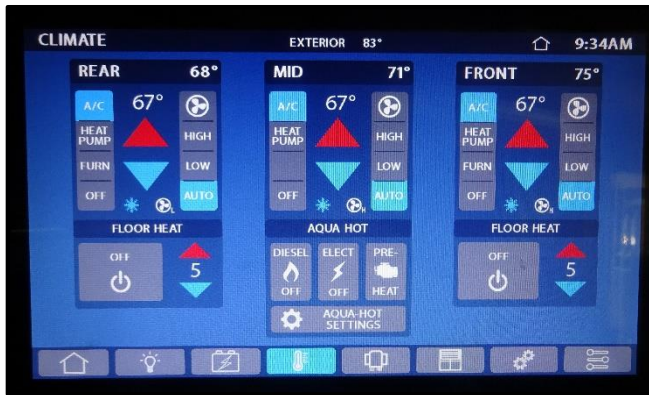 CLIMATE
EXTERIOR 83°
9:34AM
REAR 68°
A/C
67°
HEAT PUMP
HIGH
FURN
LOW
OFF
AUTO
L
FLOOR HEAT
OFF
5
MID 71°
A/C
67°
HEAT PUMP
HIGH
LOW
OFF
AUTO
H
AQUA HOT
DIESEL
OFF
ELECT
OFF
PRE-
HEAT
AQUA-HOT
SETTINGS
FRONT 75°
A/C
67°
HEAT PUMP
HIGH
FURN
LOW
OFF
AUTO
H
FLOOR HEAT
OFF
5